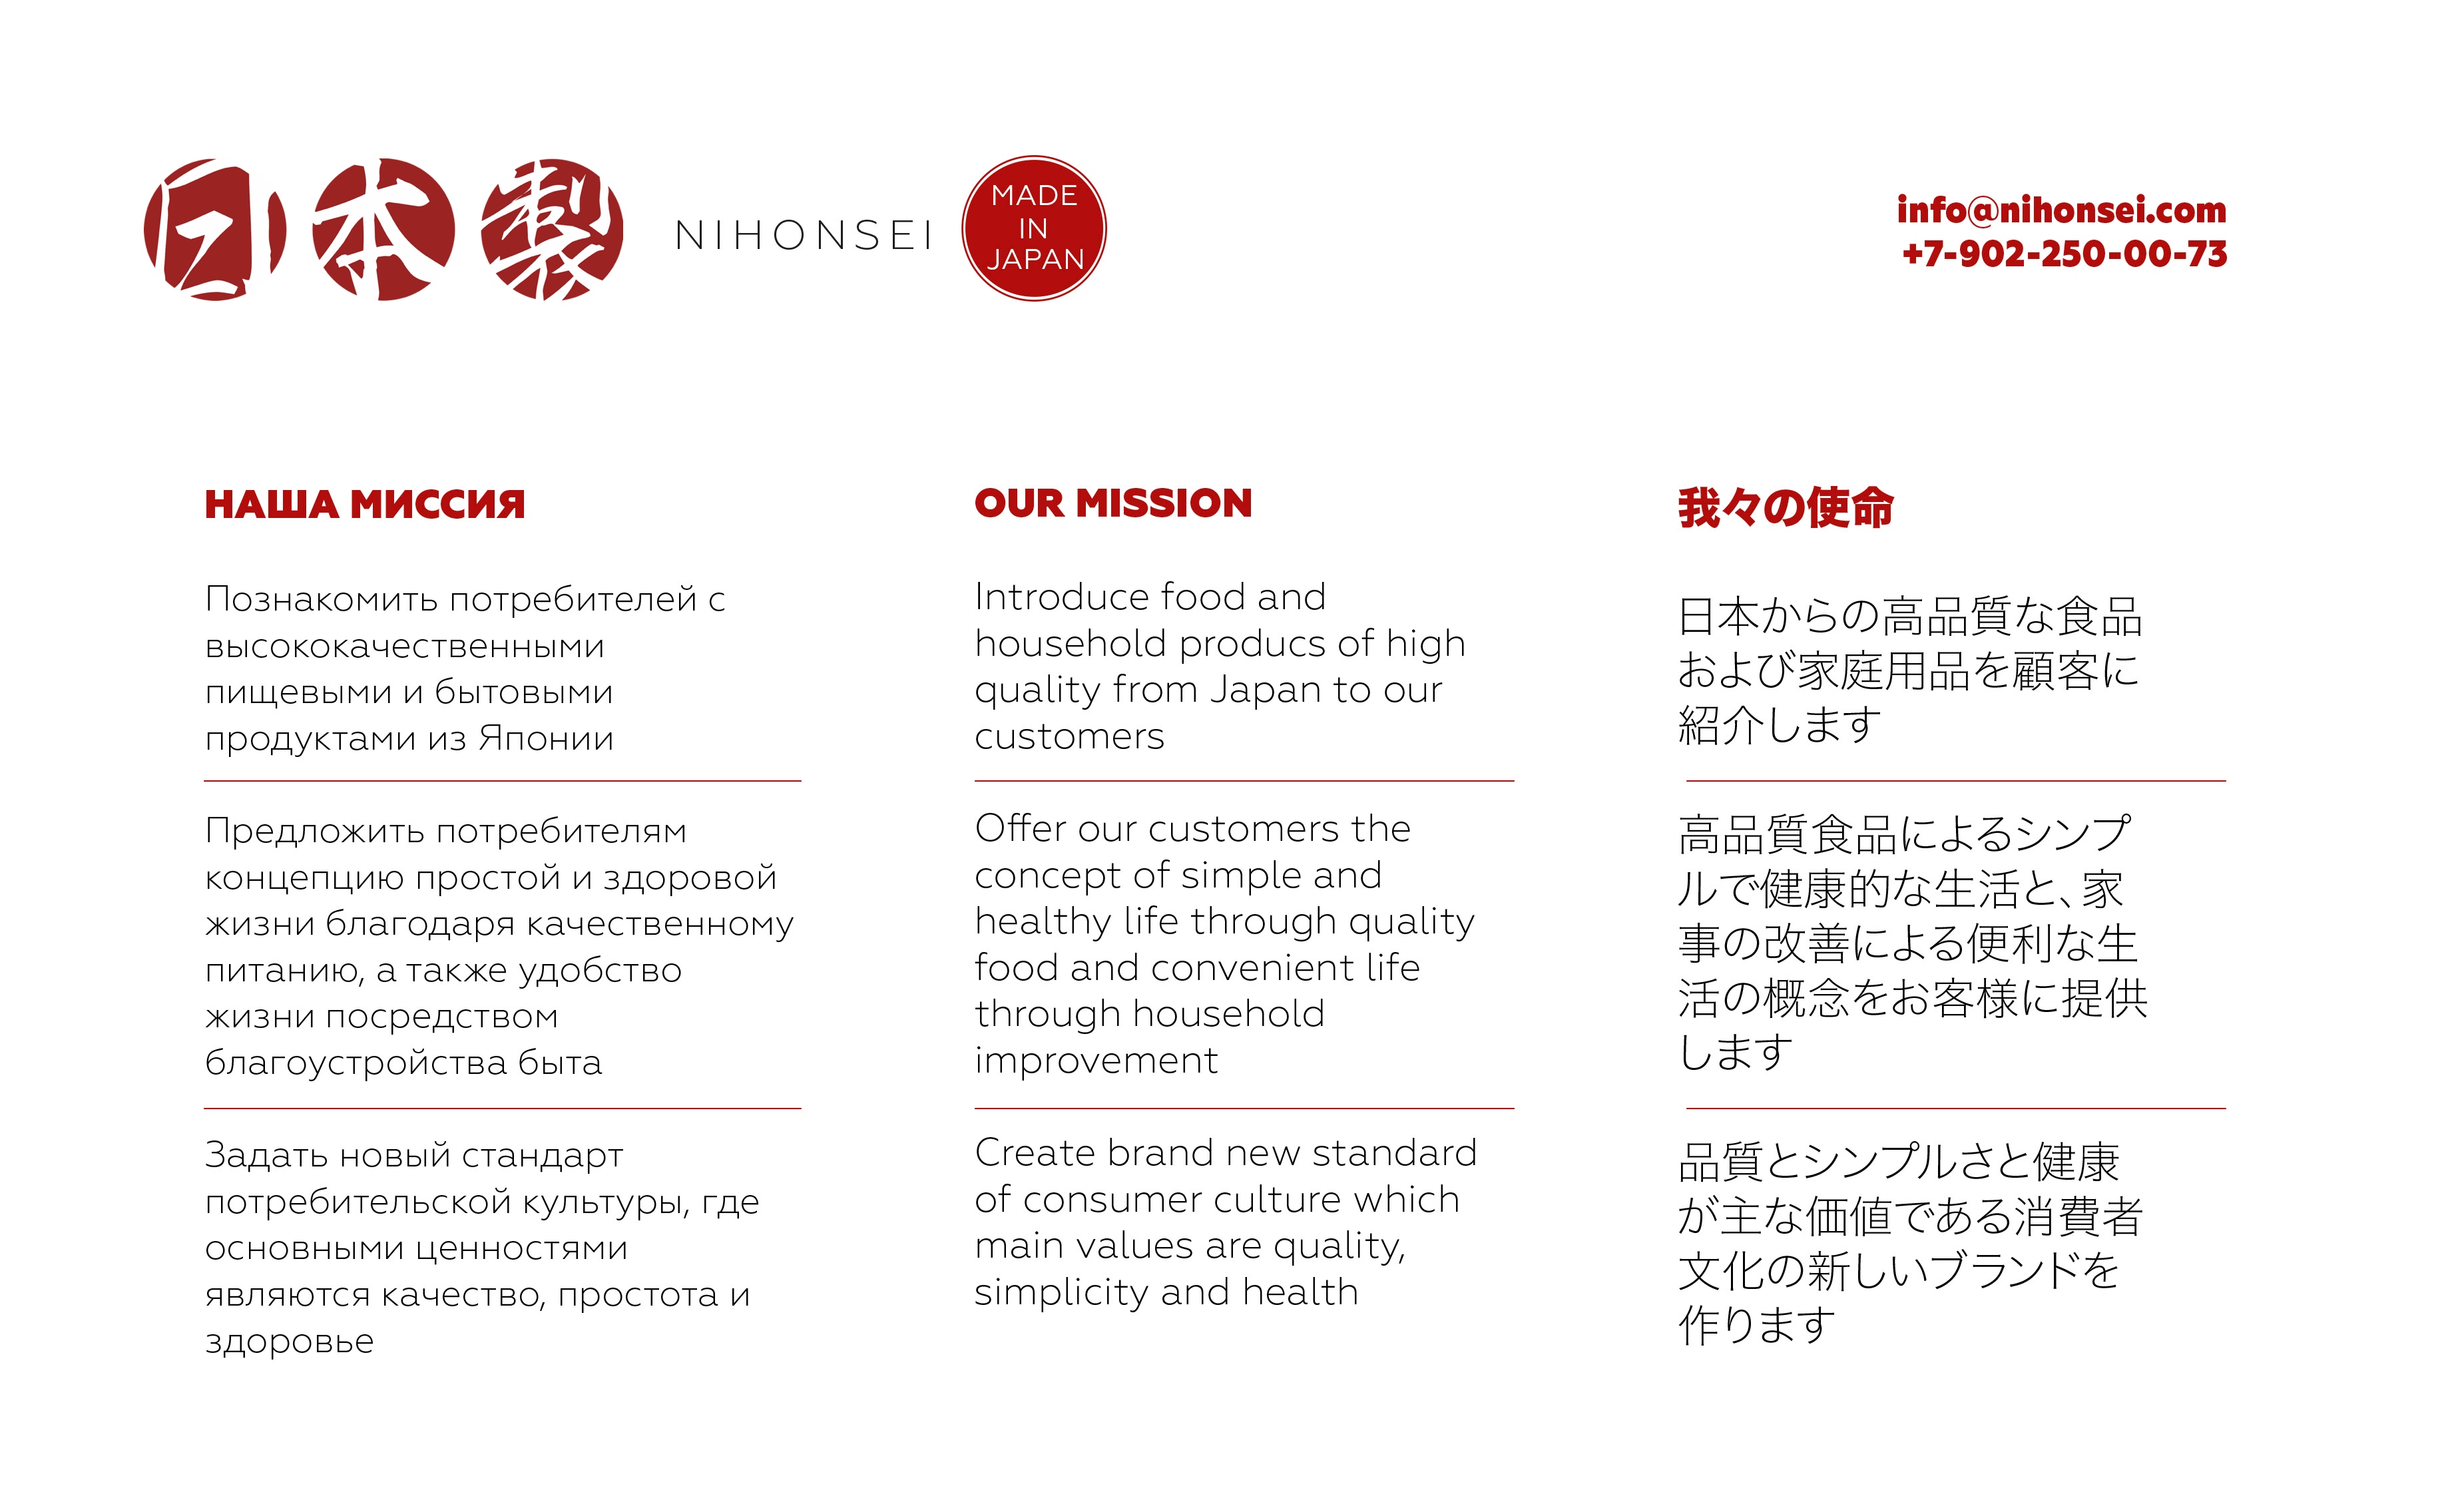 日本製
NIHONSEI
MADE
IN
JAPAN
info@nihonsei.com
+7-902-250-00-73
НАША МИССИЯ
Познакомить потребителей с
высококачественными
пищевыми и бытовыми
продуктами из Японии
Предложить потребителям
концепцию простой и здоровой
жизни благодаря качественному
питанию, а также удобство
жизни посредством
благоустройства быта
Задать новый стандарт
потребительской культуры, где
основными ценностями
являются качество, простота и
здоровье
OUR MISSION
Introduce food and
household producs of high
quality from Japan to our
customers
Offer our customers the
concept of simple and
healthy life through quality
food and convenient life
through household
improvement
Create brand new standard
of consumer culture which
main values are quality,
simplicity and health
我々の使命
日本からの高品質な食品
および家庭用品を顧客に
紹介します
高品質食品によるシンプ
ルで健康的な生活と、家
事の改善による便利な生
活の概念をお客様に提供
します
品質とシンプルさと健康
が主な価値である消費者
文化の新しいブランドを
作ります